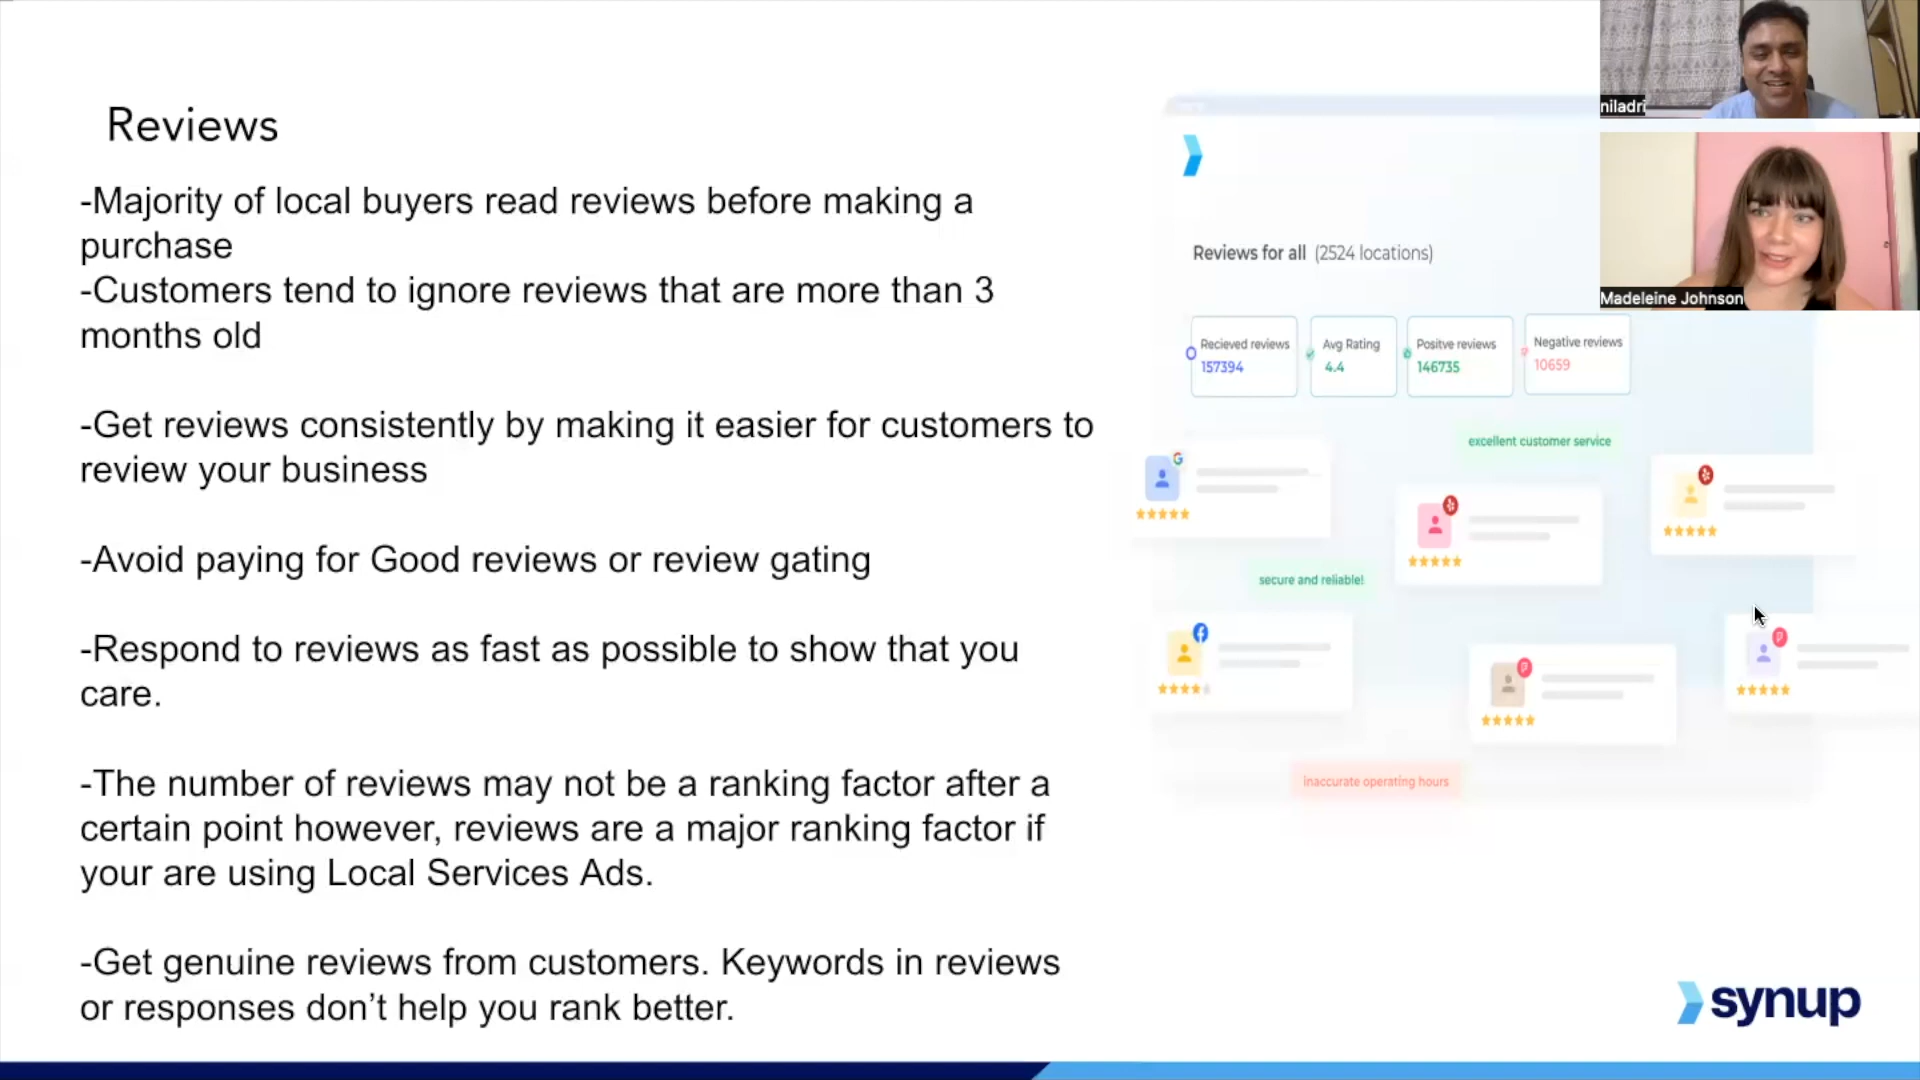 Reviews
-Majority of local buyers read reviews before making a
purchase
-Customers tend to ignore reviews that are more than 3
months old
-Get reviews consistently by making it easier for customers to
review your business
-Avoid paying for Good reviews or review gating
-Respond to reviews as fast as possible to show that you
care.
-The number of reviews may not be a ranking factor after a
certain point however, reviews are a major ranking factor if
your are using Local Services Ads.
-Get genuine reviews from customers. Keywords in reviews
or responses don’t help you rank better.
niladri
Madeleine Johnson
Reviews for all (2524 locations)
Recieved reviews
157394
Avg Rating
4.4
Positve reviews
146735
Negative reviews
10659
excellent customer service
secure and reliable!
inaccurate operating hours
synup